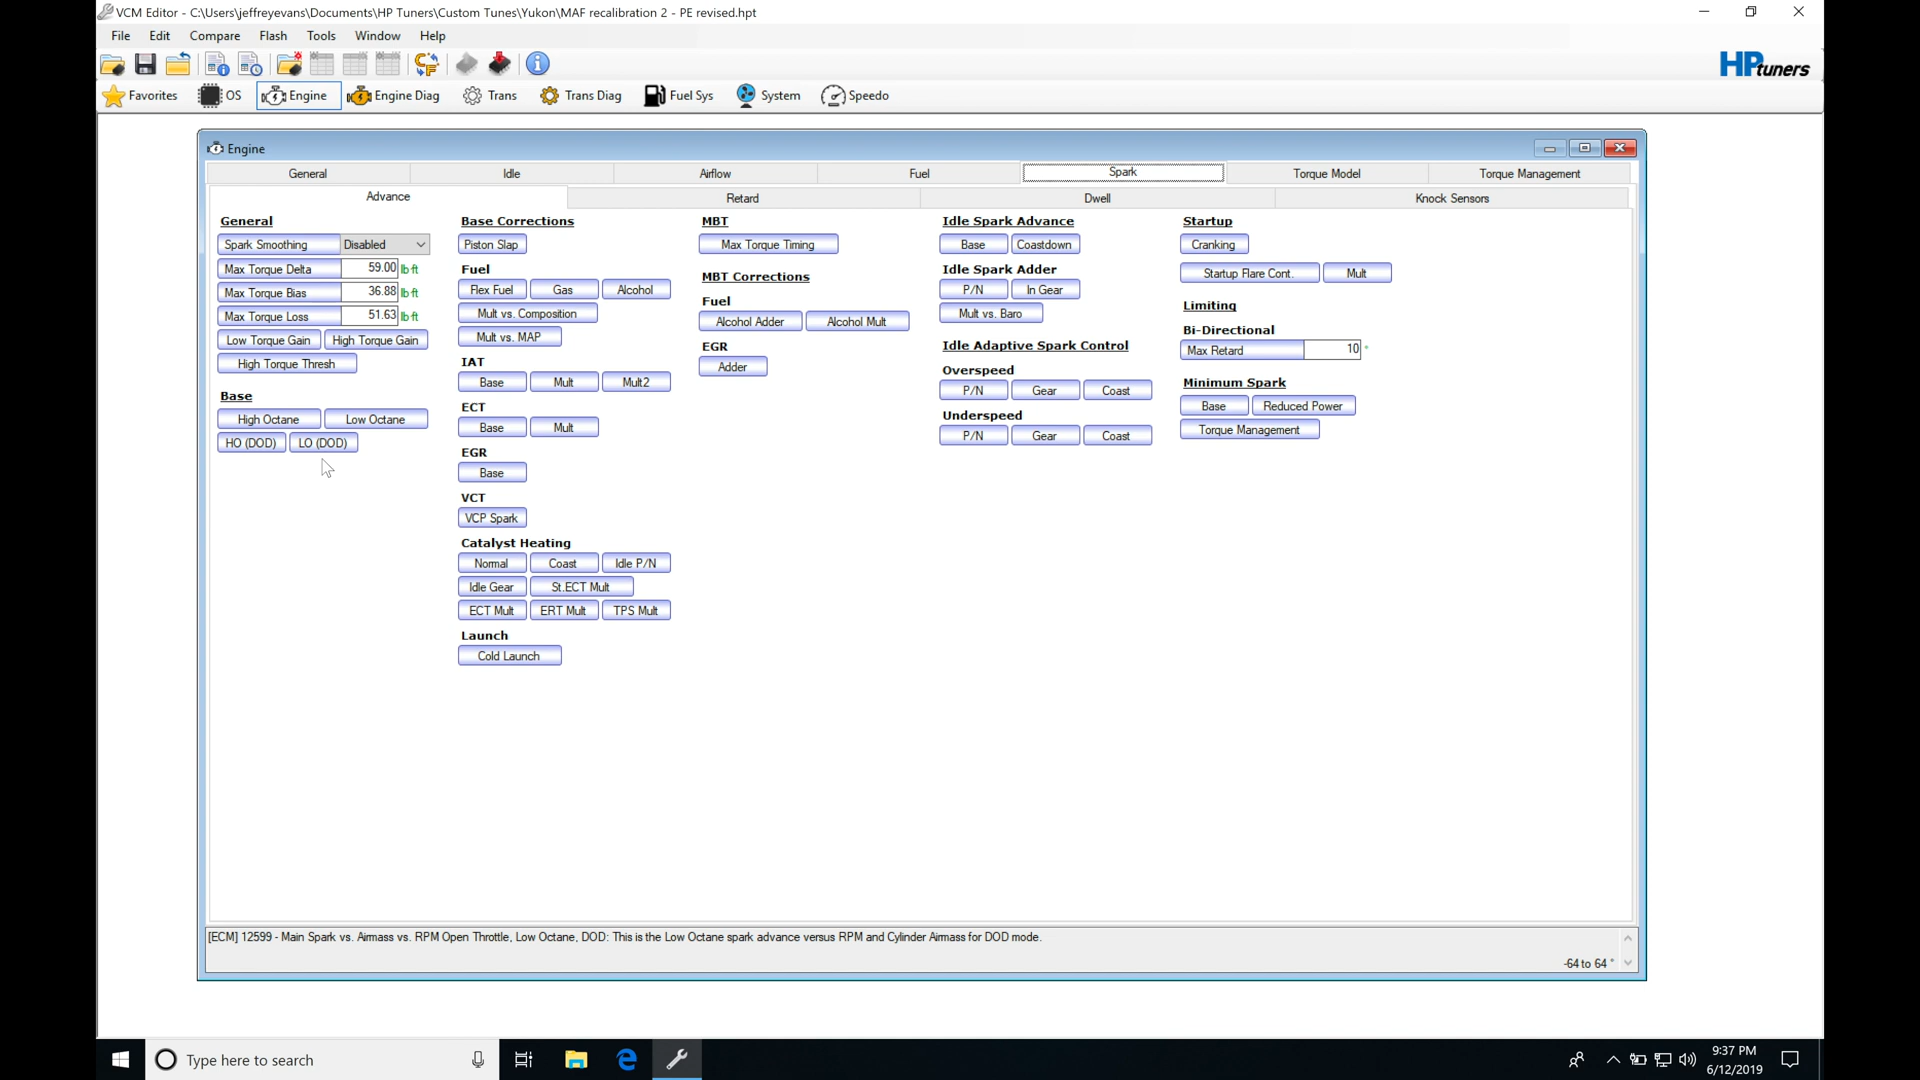 VCM Editor - C:\Users\jeffreyevans\Documents\HP Tuners\Custom Tunes\Yukon\MAF recalibration 2 - PE revised.hpt
File Edit Compare Flash Tools Window Help
HPtuners
Favorites OS Engine Engine Diag Trans Trans Diag Fuel Sys System Speedo
Engine
General Idle Airflow Fuel Spark Torque Model Torque Management
Advance Retard Dwell Knock Sensors
General
Spark Smoothing Disabled
Max Torque Delta 59.00 lb ft
Max Torque Bias 36.88 lb ft
Max Torque Loss 51.63 lb ft
Low Torque Gain High Torque Gain
High Torque Thresh
Base
High Octane Low Octane
HO (DOD) LO (DOD)
Base Corrections
Piston Slap
Fuel
Flex Fuel Gas Alcohol
Mult vs. Composition
Mult vs. MAP
IAT
Base Mult Mult2
ECT
Base Mult
EGR
Base
VCT
VCP Spark
Catalyst Heating
Normal Coast Idle P/N
Idle Gear St.ECT Mult
ECT Mult ERT Mult TPS Mult
Launch
Cold Launch
MBT
Max Torque Timing
MBT Corrections
Fuel
Alcohol Adder Alcohol Mult
EGR
Adder
Idle Spark Advance
Base Coastdown
Idle Spark Adder
P/N In Gear
Mult vs. Baro
Idle Adaptive Spark Control
Overspeed
P/N Gear Coast
Underspeed
P/N Gear Coast
Startup
Cranking
Startup Flare Cont. Mult
Limiting
Bi-Directional
Max Retard 10 °
Minimum Spark
Base Reduced Power
Torque Management
[ECM] 12599 - Main Spark vs. Airmass vs. RPM Open Throttle, Low Octane, DOD: This is the Low Octane spark advance versus RPM and Cylinder Airmass for DOD mode.
-64 to 64 °
Type here to search
9:37 PM
6/12/2019